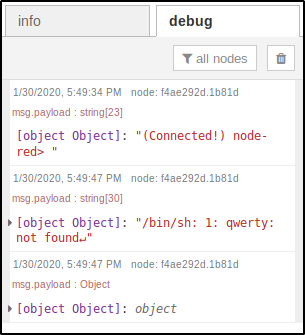 info
debug
all nodes
1/30/2020, 5:49:34 PM node: f4ae292d.1b81d
msg.payload : string[23]
[object Object]: "(Connected!) node-
red> "
1/30/2020, 5:49:47 PM node: f4ae292d.1b81d
msg.payload : string[30]
[object Object]: "/bin/sh: 1: qwerty:
not found↵"
1/30/2020, 5:49:47 PM node: f4ae292d.1b81d
msg.payload : Object
[object Object]: object